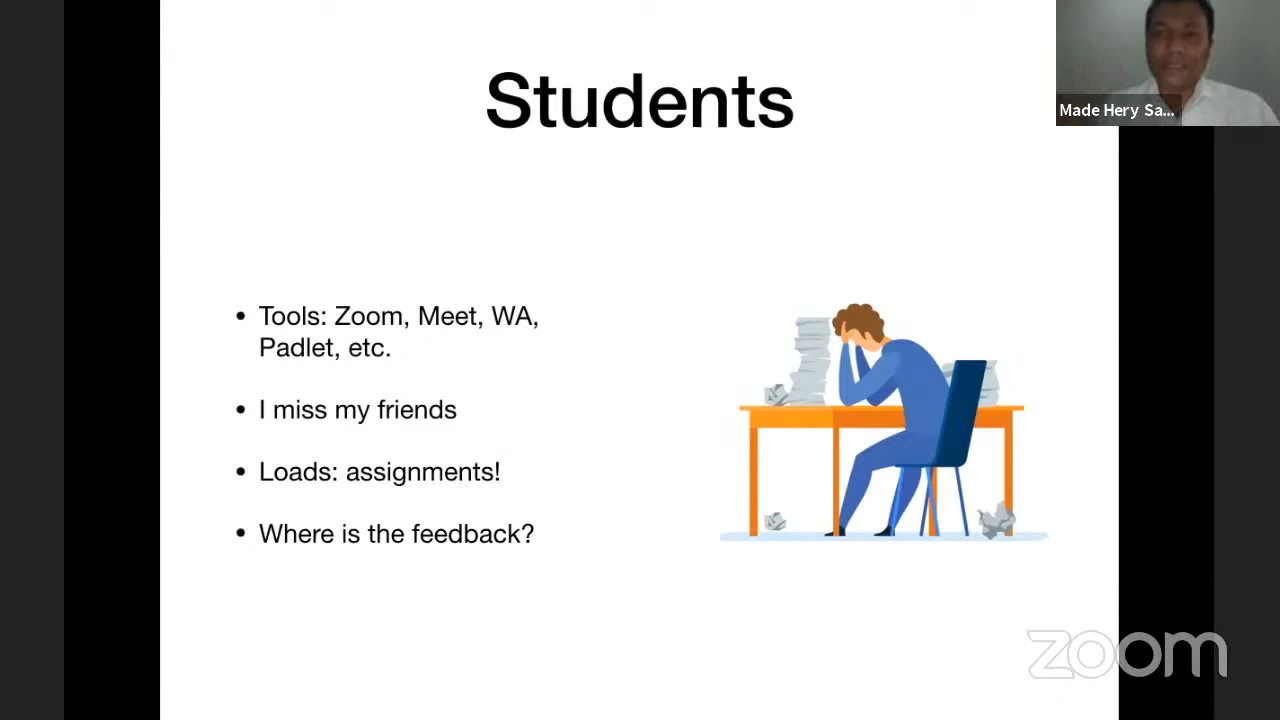 Students
Made Hery Sa...
• Tools: Zoom, Meet, WA,
Padlet, etc.
• I miss my friends
• Loads: assignments!
• Where is the feedback?
zoom